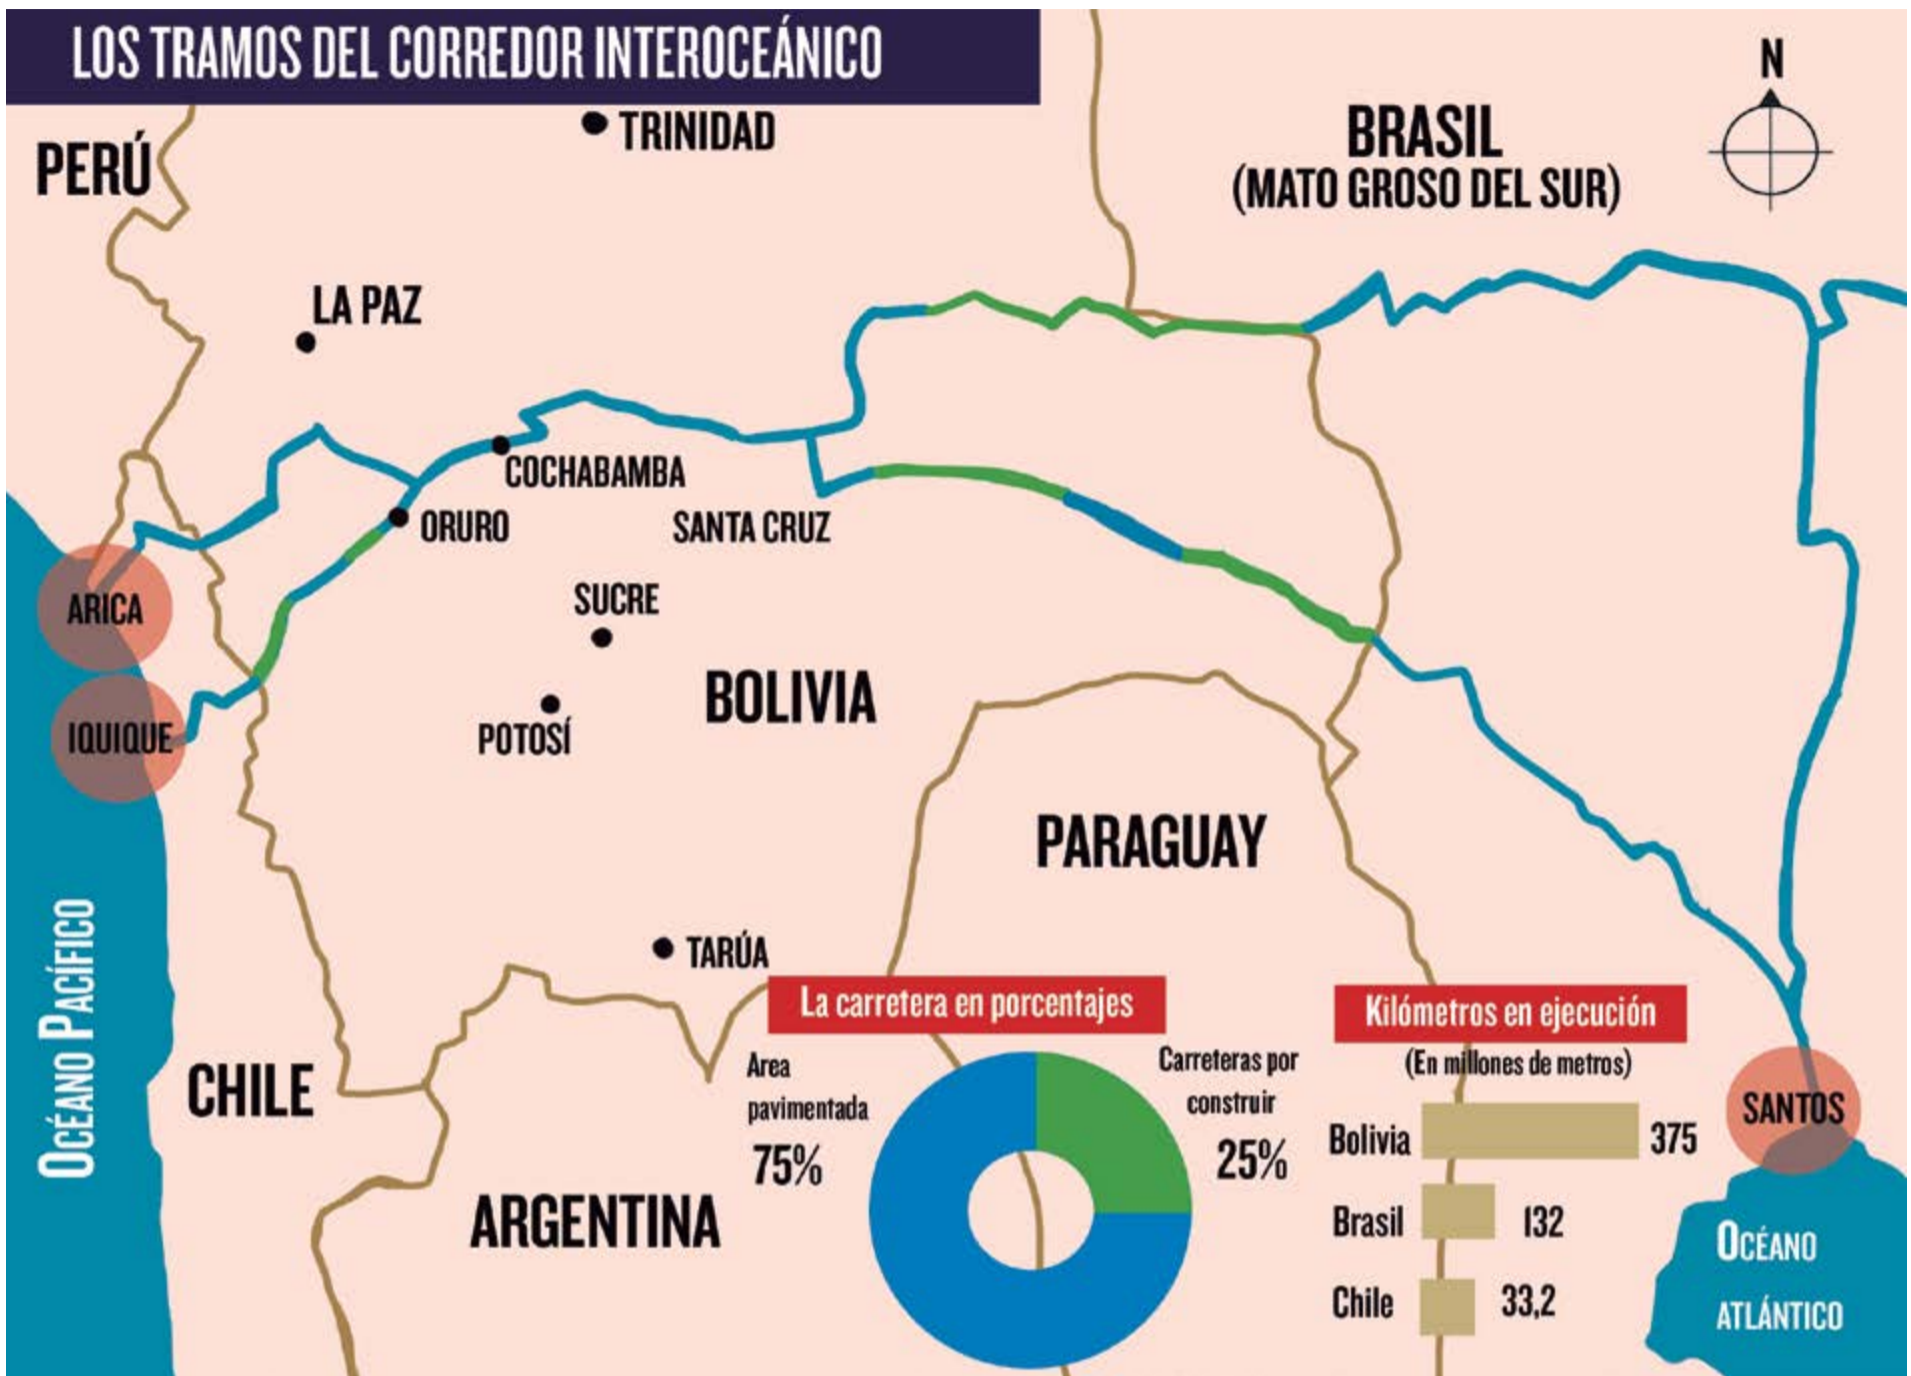 LOS TRAMOS DEL CORREDOR INTEROCEÁNICO
N
TRINIDAD
BRASIL
(MATO GROSO DEL SUR)
PERÚ
LA PAZ
COCHABAMBA
ORURO
SANTA CRUZ
SUCRE
ARICA
BOLIVIA
IQUIQUE
POTOSÍ
PARAGUAY
TARÚA
OCÉANO PACÍFICO
CHILE
ARGENTINA
La carretera en porcentajes
Area
pavimentada
75%
Carreteras por
construir
25%
Kilómetros en ejecución
(En millones de metros)
Bolivia 375
Brasil 132
Chile 33,2
SANTOS
OCÉANO
ATLÁNTICO